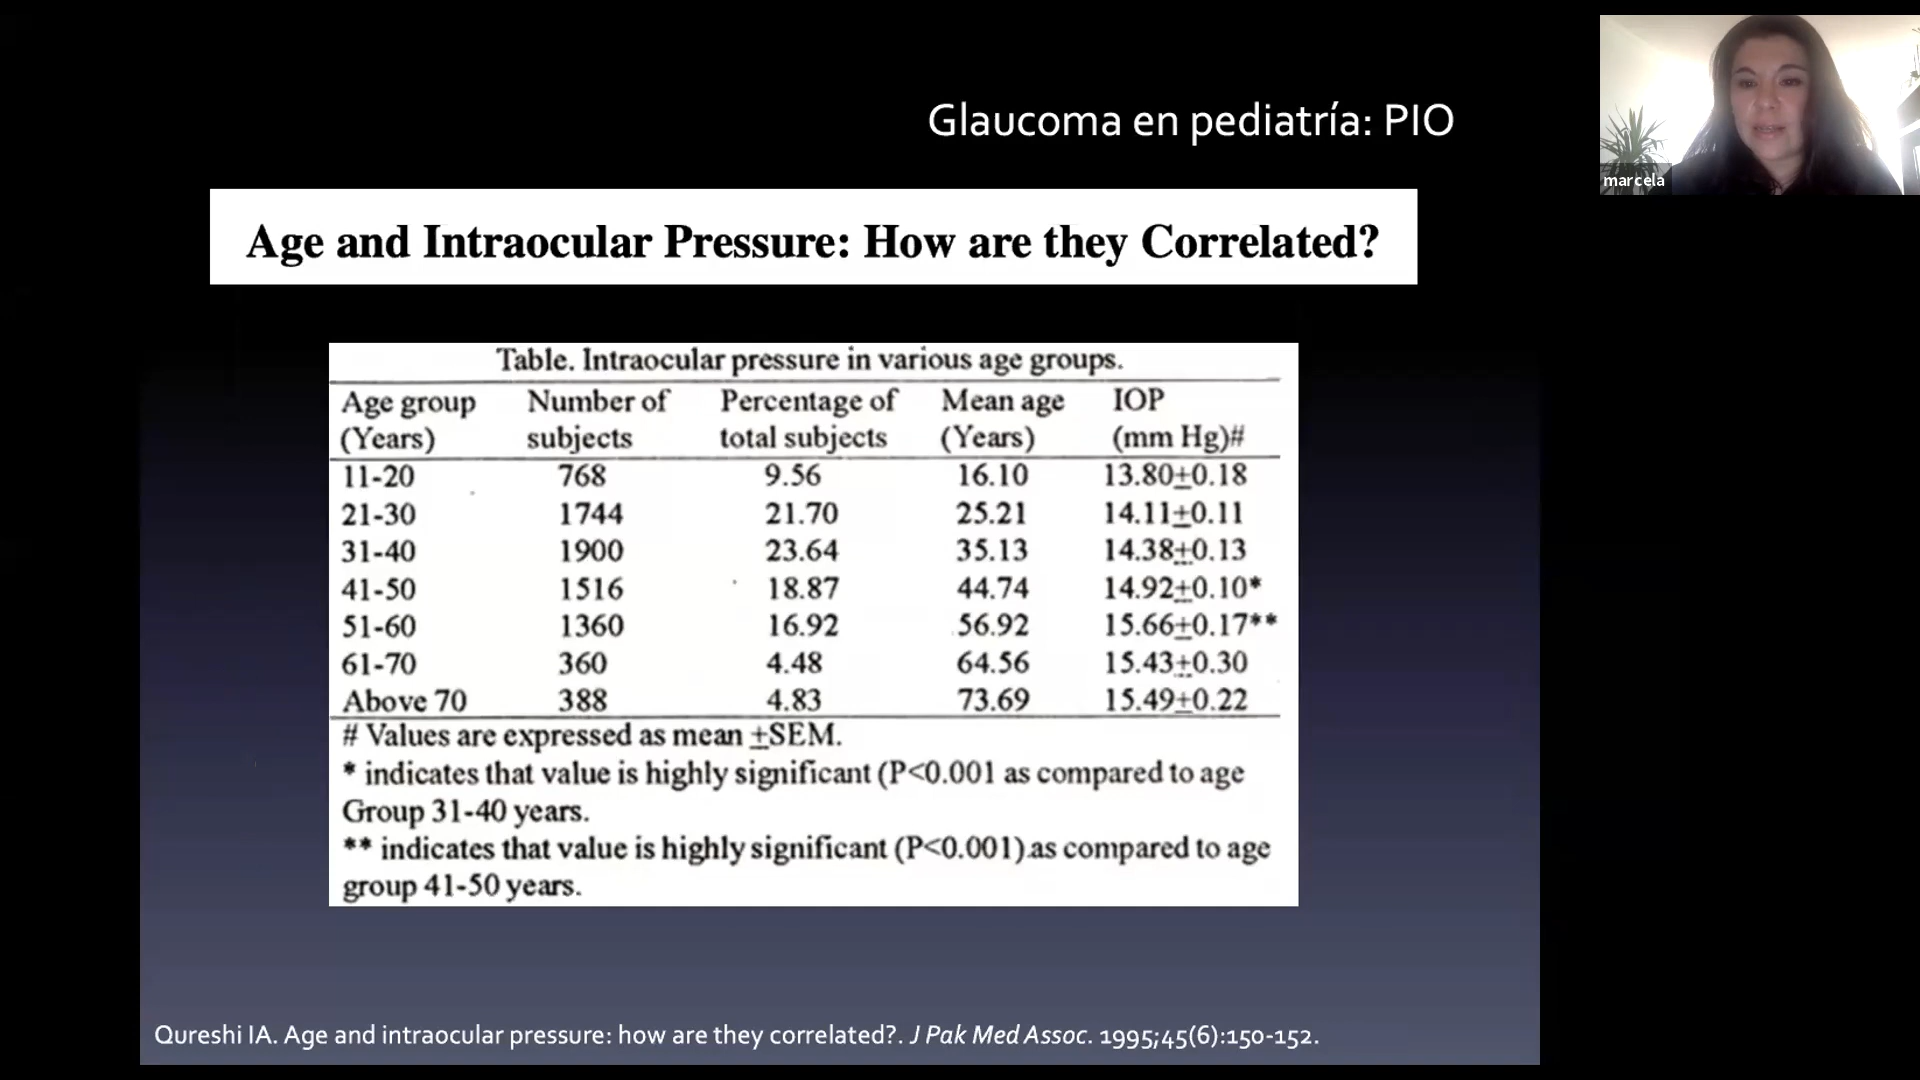 Glaucoma en pediatría: PIO
marcela
Age and Intraocular Pressure: How are they Correlated?
Table. Intraocular pressure in various age groups.
Age group Number of Percentage of Mean age IOP
(Years) subjects total subjects (Years) (mm Hg)#
11-20 768 9.56 16.10 13.80±0.18
21-30 1744 21.70 25.21 14.11±0.11
31-40 1900 23.64 35.13 14.38±0.13
41-50 1516 18.87 44.74 14.92±0.10*
51-60 1360 16.92 56.92 15.66±0.17**
61-70 360 4.48 64.56 15.43±0.30
Above 70 388 4.83 73.69 15.49±0.22
# Values are expressed as mean ±SEM.
* indicates that value is highly significant (P<0.001 as compared to age
Group 31-40 years.
** indicates that value is highly significant (P<0.001).as compared to age
group 41-50 years.
Qureshi IA. Age and intraocular pressure: how are they correlated?. J Pak Med Assoc. 1995;45(6):150-152.